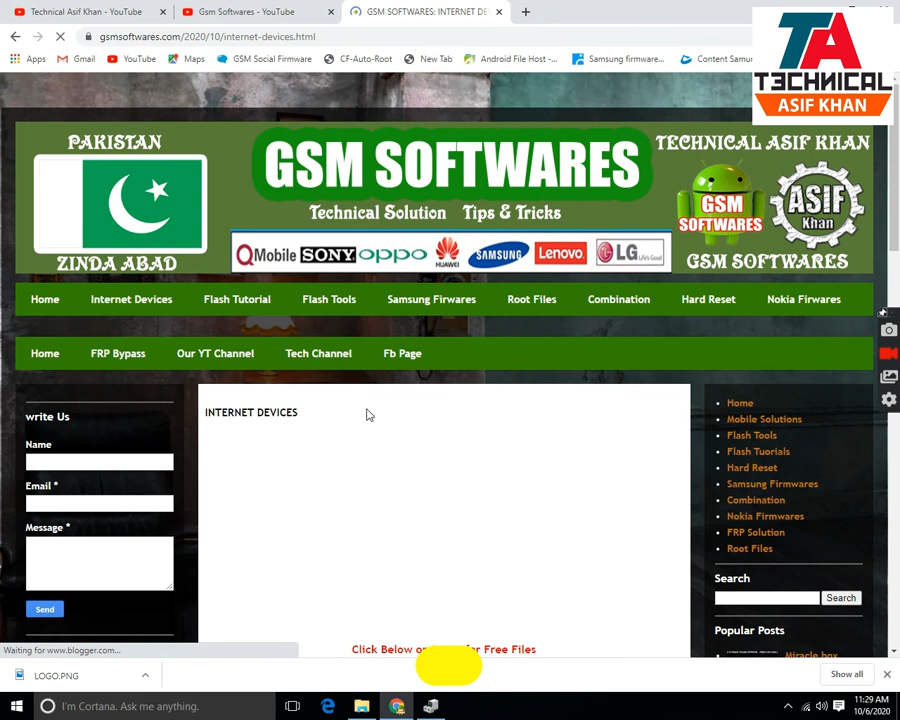 Technical Asif Khan - YouTube
Gsm Softwares - YouTube
GSM SOFTWARES: INTERNET DE
gsmsoftwares.com/2020/10/internet-devices.html
Apps
Gmail
YouTube
Maps
GSM Social Firmware
CF-Auto-Root
New Tab
Android File Host -...
Samsung firmware...
Content Samu
TA
TECHNICAL
ASIF KHAN
PAKISTAN
ZINDA ABAD
GSM SOFTWARES
Technical Solution Tips & Tricks
QMobile SONY oppo HUAWEI SAMSUNG Lenovo LG Life's Good
TECHNICAL ASIF KHAN
GSM SOFTWARES
ASIF Khan
GSM SOFTWARES
Home Internet Devices Flash Tutorial Flash Tools Samsung Firwares Root Files Combination Hard Reset Nokia Firwares
Home FRP Bypass Our YT Channel Tech Channel Fb Page
write Us
Name
Email *
Message *
Send
INTERNET DEVICES
Click Below or for Free Files
Home
Mobile Solutions
Flash Tools
Flash Tuorials
Hard Reset
Samsung Firmwares
Combination
Nokia Firmwares
FRP Solution
Root Files
Search
Search
Popular Posts
Miracle box
Waiting for www.blogger.com...
LOGO.PNG
Show all
I'm Cortana. Ask me anything.
11:29 AM
10/6/2020